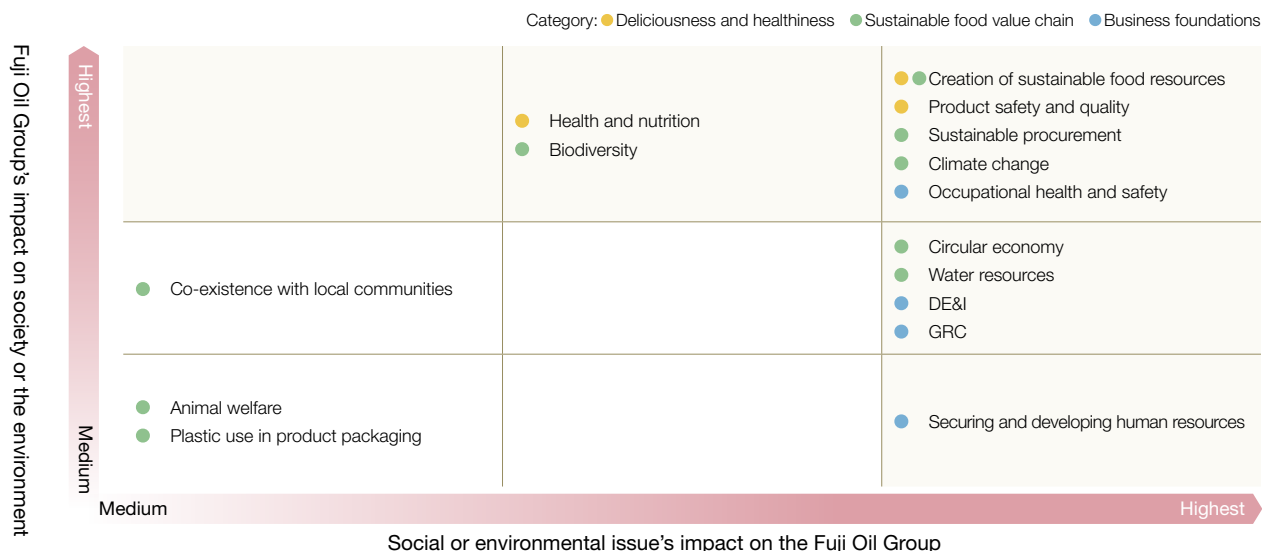 Category: Deliciousness and healthiness Sustainable food value chain Business foundations
Fuji Oil Group's impact on society or the environment
Highest
Medium
Health and nutrition
Biodiversity
Creation of sustainable food resources
Product safety and quality
Sustainable procurement
Climate change
Occupational health and safety
Co-existence with local communities
Circular economy
Water resources
DE&I
GRC
Animal welfare
Plastic use in product packaging
Securing and developing human resources
Medium
Highest
Social or environmental issue's impact on the Fuji Oil Group